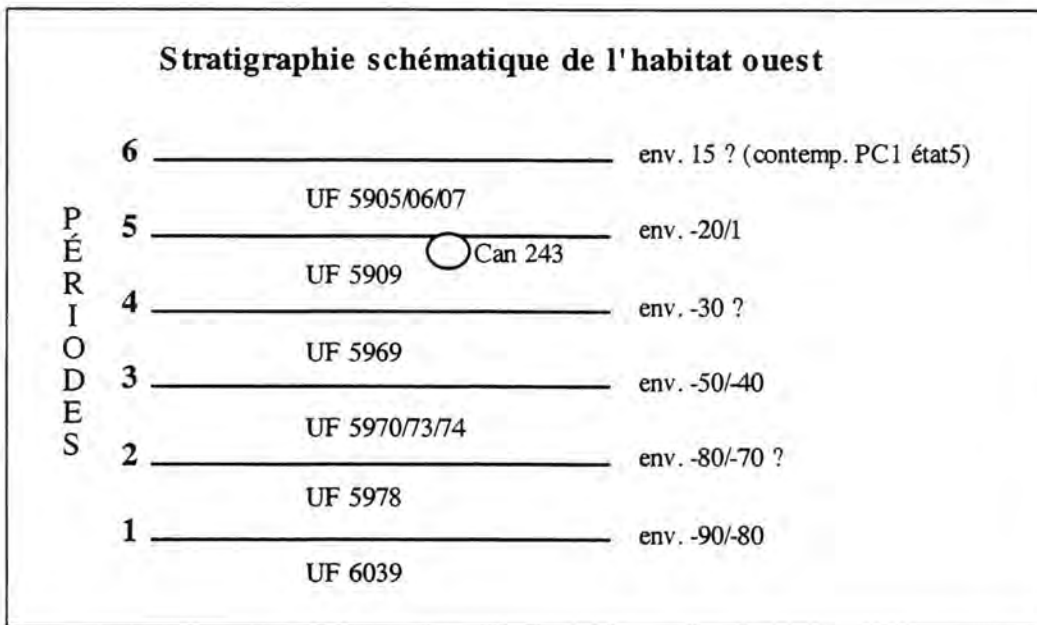 Stratigraphie schématique de l'habitat ouest
PÉRIODES
6 env. 15 ? (contemp. PC1 état5)
UF 5905/06/07
5 env. -20/1
Can 243
UF 5909
4 env. -30 ?
UF 5969
3 env. -50/-40
UF 5970/73/74
2 env. -80/-70 ?
UF 5978
1 env. -90/-80
UF 6039